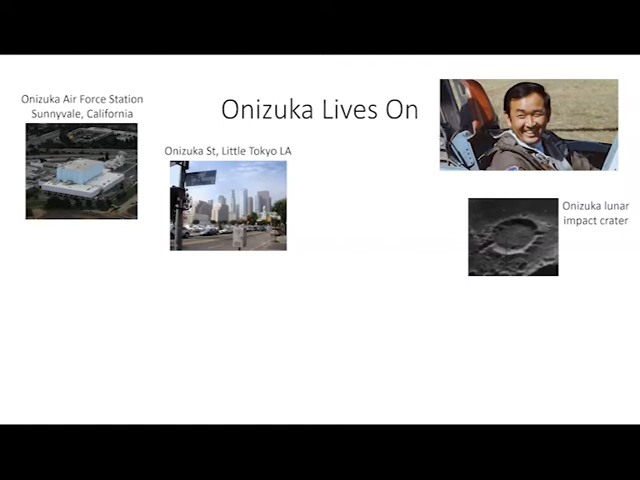 Onizuka Air Force Station
Sunnyvale, California
Onizuka Lives On
Onizuka St, Little Tokyo LA
Onizuka lunar
impact crater